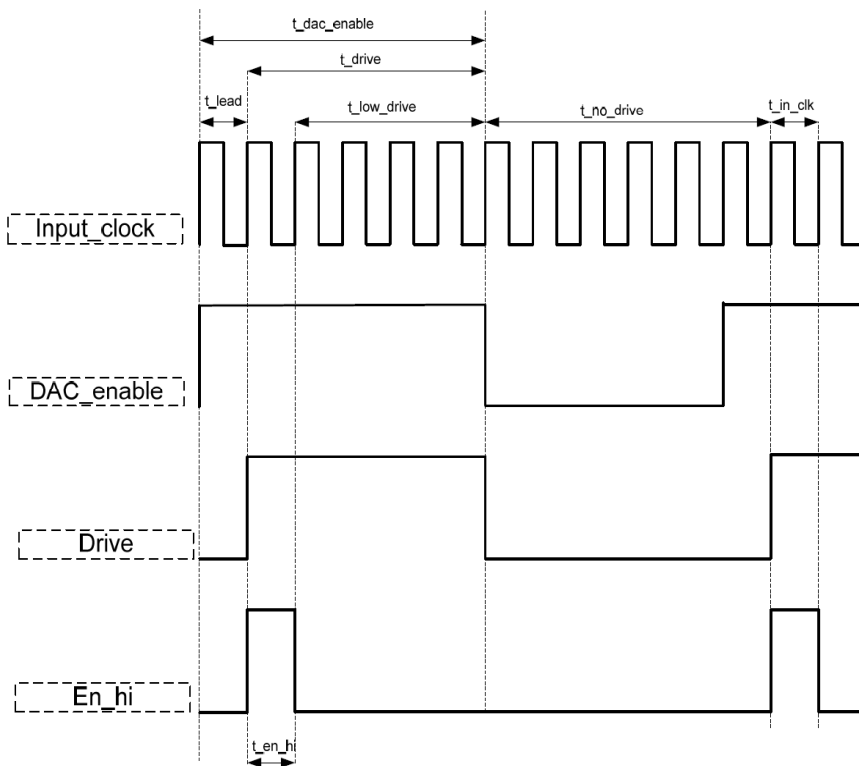 t_dac_enable
t_drive
t_lead
t_low_drive
t_no_drive
t_in_clk
Input_clock
DAC_enable
Drive
En_hi
t_en_hi